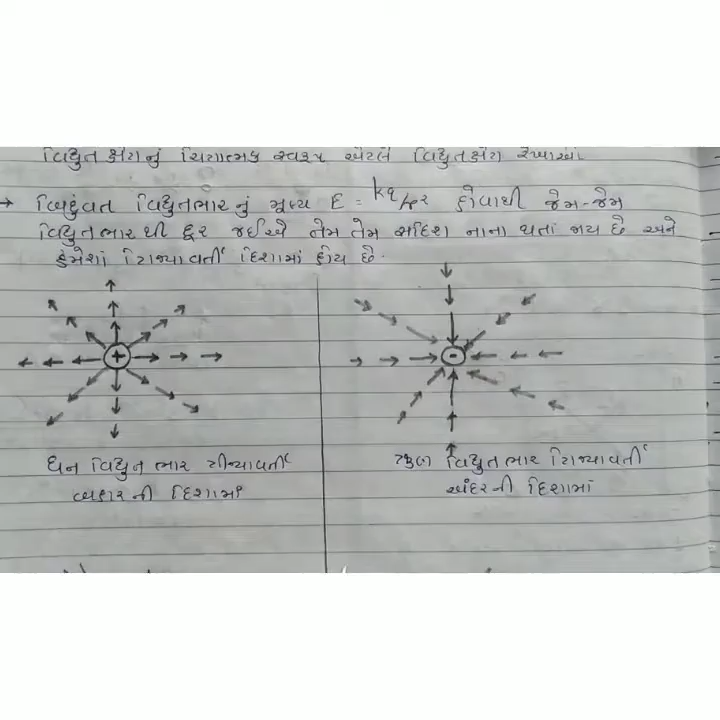 વિદ્યુત ક્ષેત્રનું ચિત્રાત્મક સ્વરૂપ એટલે વિદ્યુતક્ષેત્ર રેખાઓ.
→ બિંદુવત વિદ્યુતભારનું મૂલ્ય E = kq/r2 હોવાથી જેમ-જેમ
વિદ્યુતભારથી દૂર જઈએ તેમ તેમ સદિશ નાના થતાં જાય છે અને
હંમેશાં ત્રિજ્યાવર્તી દિશામાં હોય છે.
+
-
ધન વિદ્યુતભાર ત્રીજ્યાવર્તી
બહારની દિશામાં
ઋણ વિદ્યુતભાર ત્રિજ્યાવર્તી
અંદરની દિશામાં